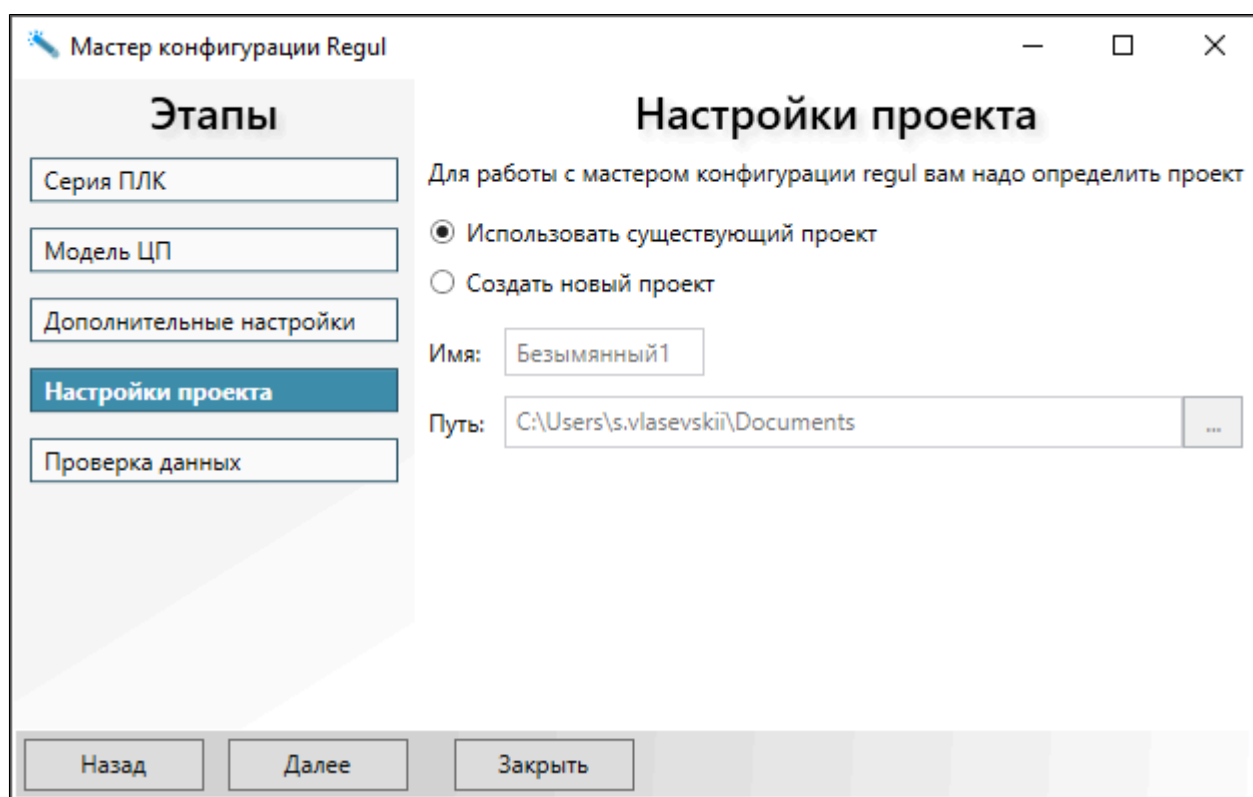 Мастер конфигурации Regul
Этапы
Серия ПЛК
Модель ЦП
Дополнительные настройки
Настройки проекта
Проверка данных
Настройки проекта
Для работы с мастером конфигурации regul вам надо определить проект
Использовать существующий проект
Создать новый проект
Имя: Безымянный1
Путь: C:\Users\s.vlasevskii\Documents ...
Назад Далее Закрыть